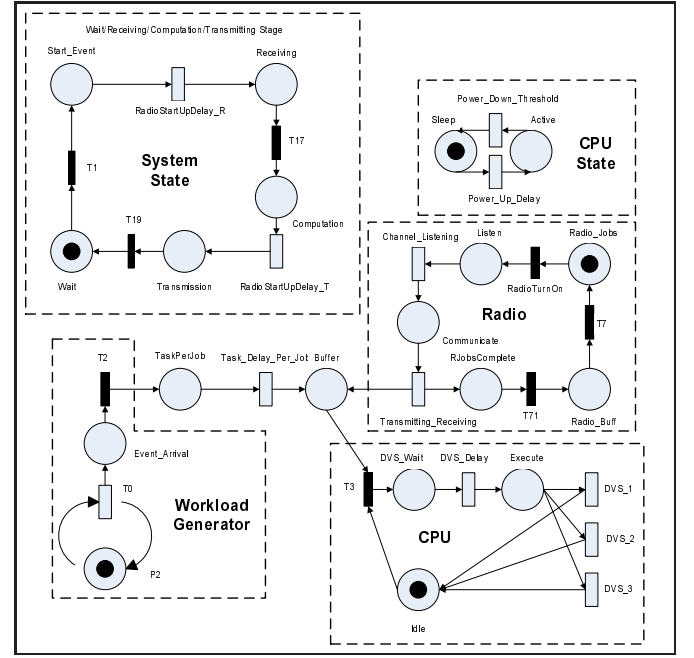 Wait/Receiving/Computation/Transmitting Stage
Start_Event
Receiving
RadioStartUpDelay_R
T17
T1
System
State
Computation
T19
Wait
Transmission
RadioStartUpDelay_T
Power_Down_Threshold
Sleep
Active
CPU
State
Power_Up_Delay
Channel_Listening
Listen
Radio_Jobs
RadioTurnOn
Radio
T7
Communicate
RJobsComplete
Transmitting_Receiving
T71
Radio_Buff
T2
TaskPerJob
Task_Delay_Per_Jot
Buffer
Event_Arrival
T0
Workload
Generator
P2
DVS_Wait
DVS_Delay
Execute
T3
DVS_1
CPU
DVS_2
DVS_3
Idle